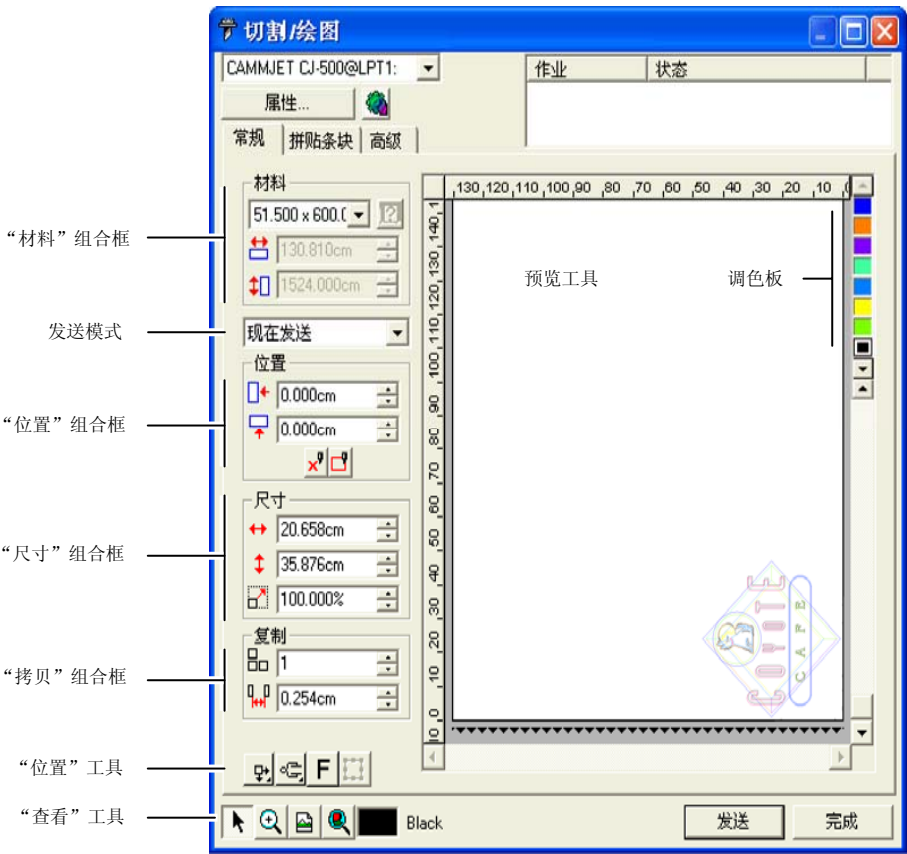 切割/绘图
CAMMJET CJ-500@LPT1:
作业 状态
属性...
常规 拼贴条块 高级
材料
51.500 x 600.(
130.810cm
1524.000cm
“材料”组合框
130 120 110 100 90 80 70 60 50 40 30 20 10 0
140 130 120 110 100 90 80 70 60 50 40 30 20 10 0
预览工具 调色板
发送模式
现在发送
位置
0.000cm
0.000cm
“位置”组合框
尺寸
20.658cm
35.876cm
100.000%
“尺寸”组合框
复制
1
0.254cm
“拷贝”组合框
COYOTE
CAFE
“位置”工具
F
“查看”工具
Black
发送 完成